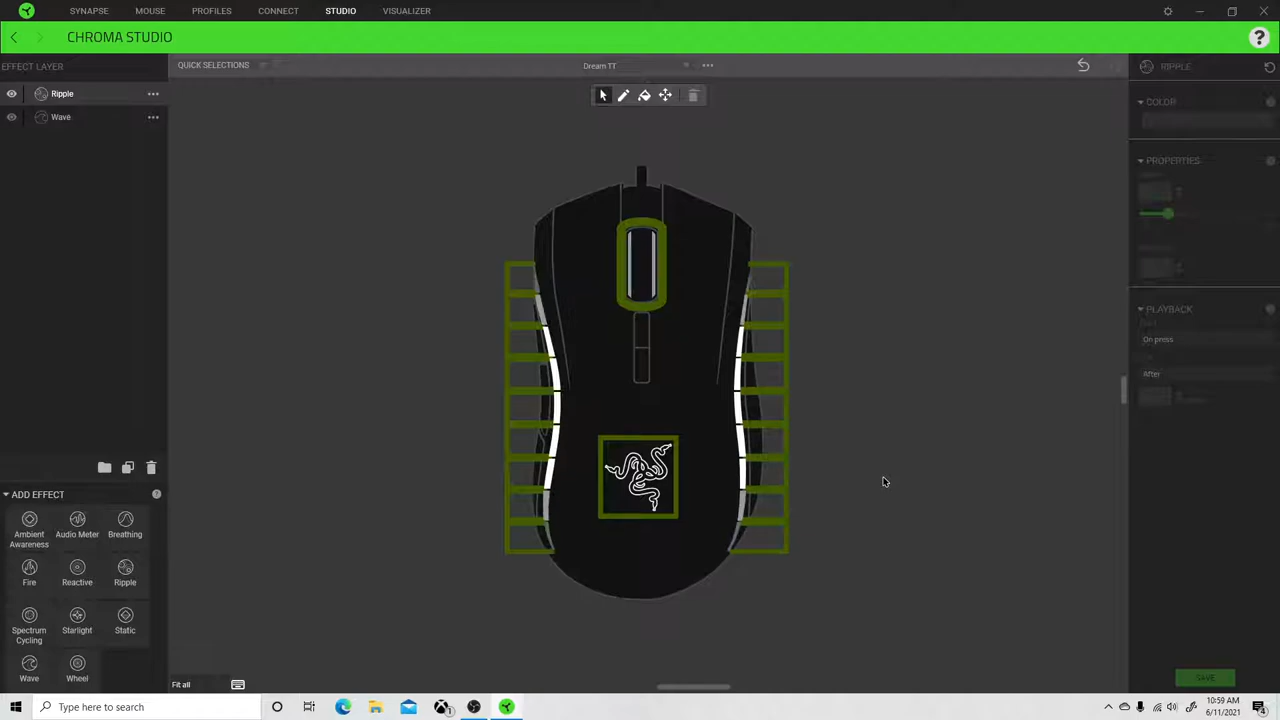 SYNAPSE MOUSE PROFILES CONNECT STUDIO VISUALIZER
CHROMA STUDIO
?
EFFECT LAYER
QUICK SELECTIONS
Dream TT
RIPPLE
Ripple
Wave
COLOR
PROPERTIES
PLAYBACK
On press
After
ADD EFFECT
?
Ambient Awareness
Audio Meter
Breathing
Fire
Reactive
Ripple
Spectrum Cycling
Starlight
Static
Wave
Wheel
Fit all
SAVE
Type here to search
10:59 AM
6/11/2021